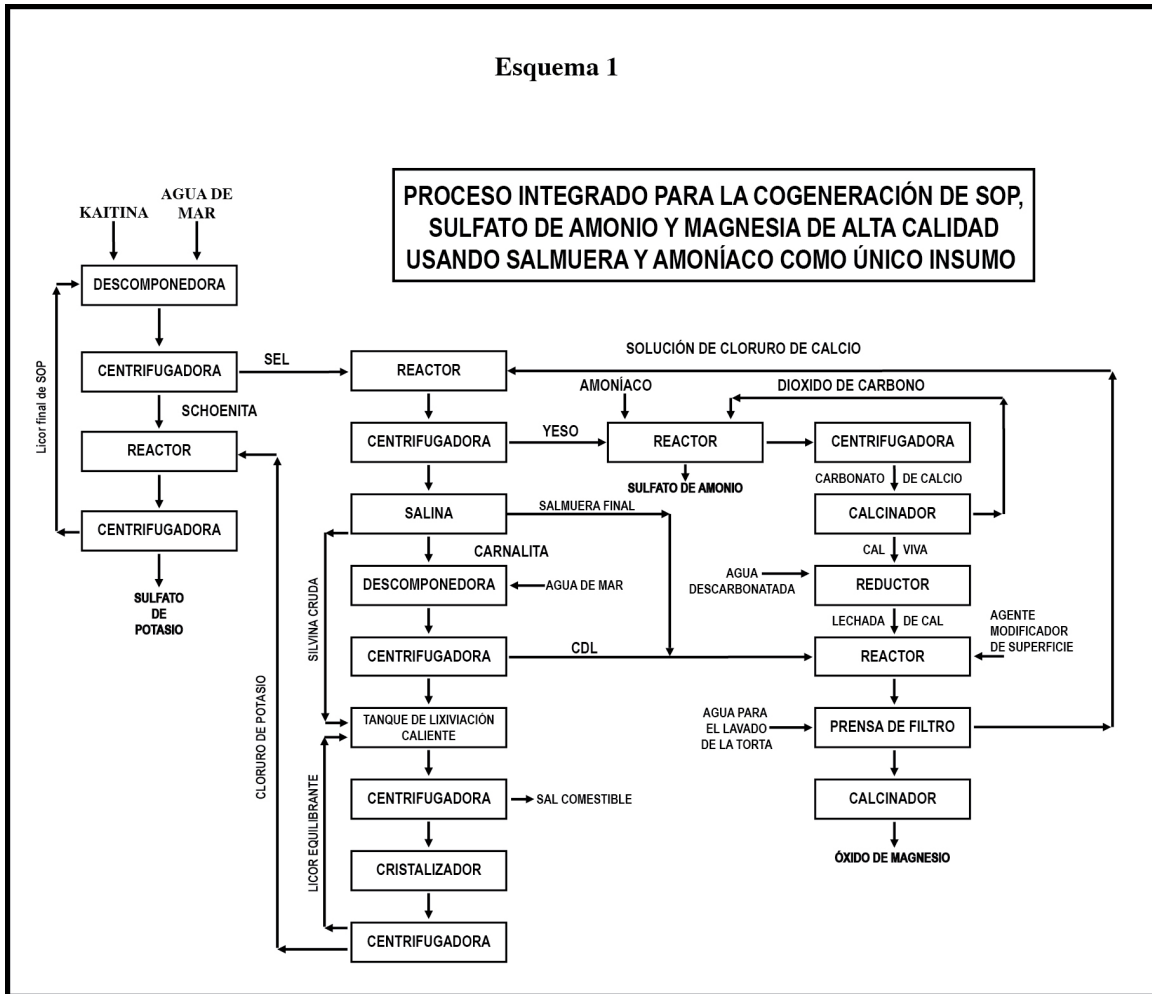 Esquema 1
PROCESO INTEGRADO PARA LA COGENERACIÓN DE SOP,
SULFATO DE AMONIO Y MAGNESIA DE ALTA CALIDAD
USANDO SALMUERA Y AMONÍACO COMO ÚNICO INSUMO
KAITINA
AGUA DE
MAR
DESCOMPONEDORA
CENTRIFUGADORA
SEL
SCHOENITA
REACTOR
CENTRIFUGADORA
SULFATO
DE
POTASIO
Licor final de SOP
REACTOR
SOLUCIÓN DE CLORURO DE CALCIO
CENTRIFUGADORA
YESO
SALINA
SALMUERA FINAL
CARNALITA
DESCOMPONEDORA
AGUA DE MAR
CENTRIFUGADORA
CDL
SILVINA CRUDA
TANQUE DE LIXIVIACIÓN
CALIENTE
CENTRIFUGADORA
SAL COMESTIBLE
CRISTALIZADOR
CENTRIFUGADORA
LICOR EQUILIBRANTE
CLORURO DE POTASIO
AMONÍACO
DIOXIDO DE CARBONO
REACTOR
SULFATO DE AMONIO
CENTRIFUGADORA
CARBONATO DE CALCIO
CALCINADOR
CAL VIVA
AGUA
DESCARBONATADA
REDUCTOR
LECHADA DE CAL
REACTOR
AGENTE
MODIFICADOR
DE SUPERFICIE
AGUA PARA
EL LAVADO
DE LA TORTA
PRENSA DE FILTRO
CALCINADOR
ÓXIDO DE MAGNESIO